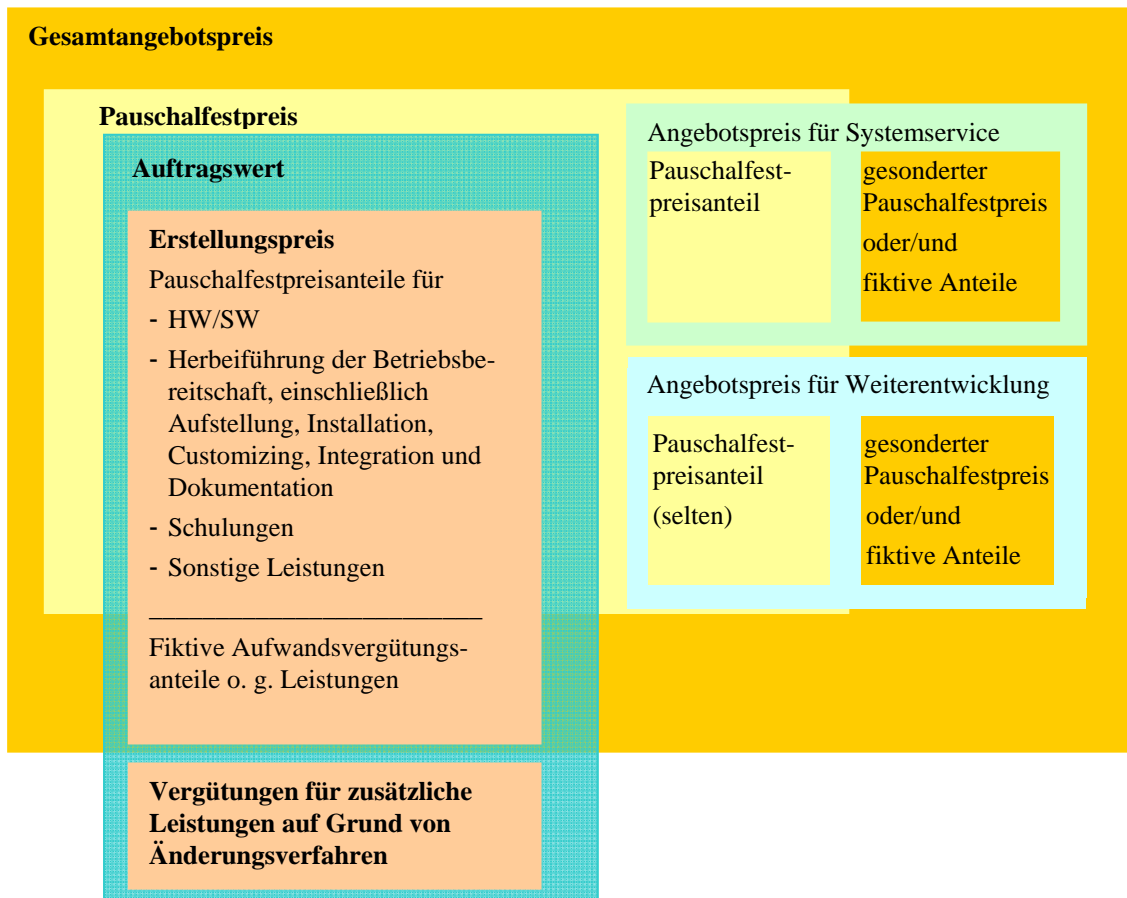 Gesamtangebotspreis
Pauschalfestpreis
Auftragswert
Erstellungspreis
Pauschalfestpreisanteile für
- HW/SW
- Herbeiführung der Betriebsbe-
reitschaft, einschließlich
Aufstellung, Installation,
Customizing, Integration und
Dokumentation
- Schulungen
- Sonstige Leistungen
Fiktive Aufwandsvergütungs-
anteile o. g. Leistungen
Vergütungen für zusätzliche
Leistungen auf Grund von
Änderungsverfahren
Angebotspreis für Systemservice
Pauschalfest-
preisanteil
gesonderter
Pauschalfestpreis
oder/und
fiktive Anteile
Angebotspreis für Weiterentwicklung
Pauschalfest-
preisanteil
(selten)
gesonderter
Pauschalfestpreis
oder/und
fiktive Anteile